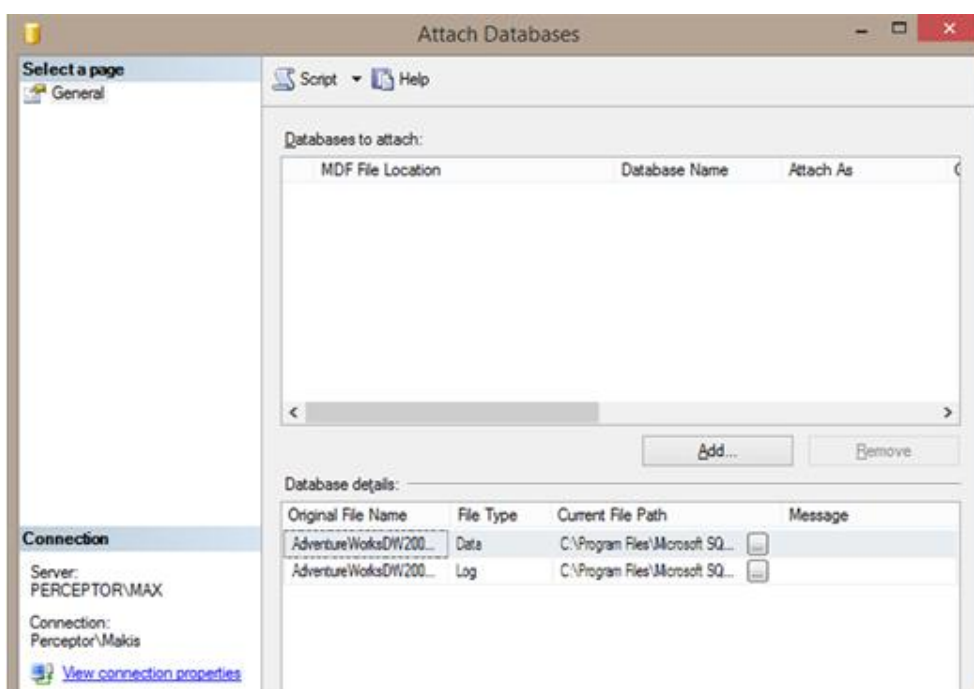 Attach Databases
Select a page
General
Script Help
Databases to attach:
MDF File Location Database Name Attach As
Add... Remove
Database details:
Original File Name File Type Current File Path Message
AdventureWorksDW200... Data C:\Program Files\Microsoft SQ... ...
AdventureWorksDW200... Log C:\Program Files\Microsoft SQ... ...
Connection
Server:
PERCEPTOR\MAX
Connection:
Perceptor\Makis
View connection properties